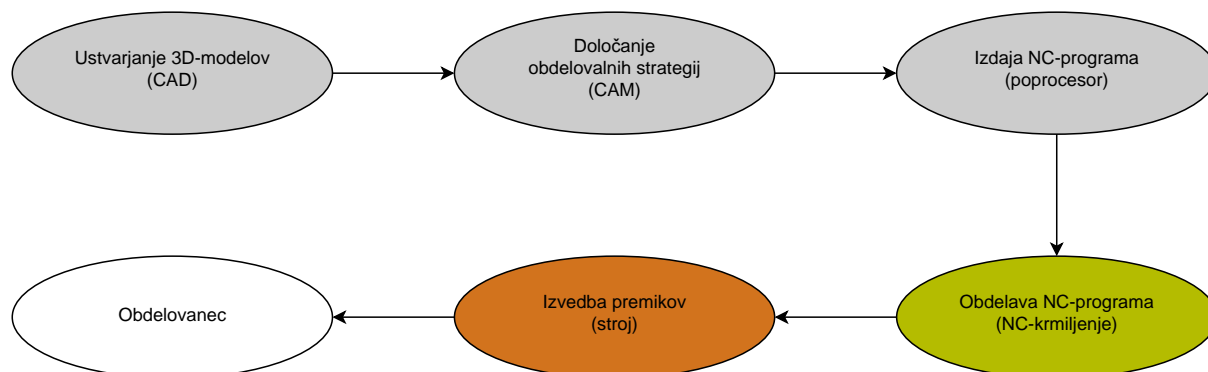 Ustvarjanje 3D-modelov
(CAD)
Določanje
obdelovalnih strategij
(CAM)
Izdaja NC-programa
(poprocesor)
Obdelava NC-programa
(NC-krmiljenje)
Izvedba premikov
(stroj)
Obdelovanec